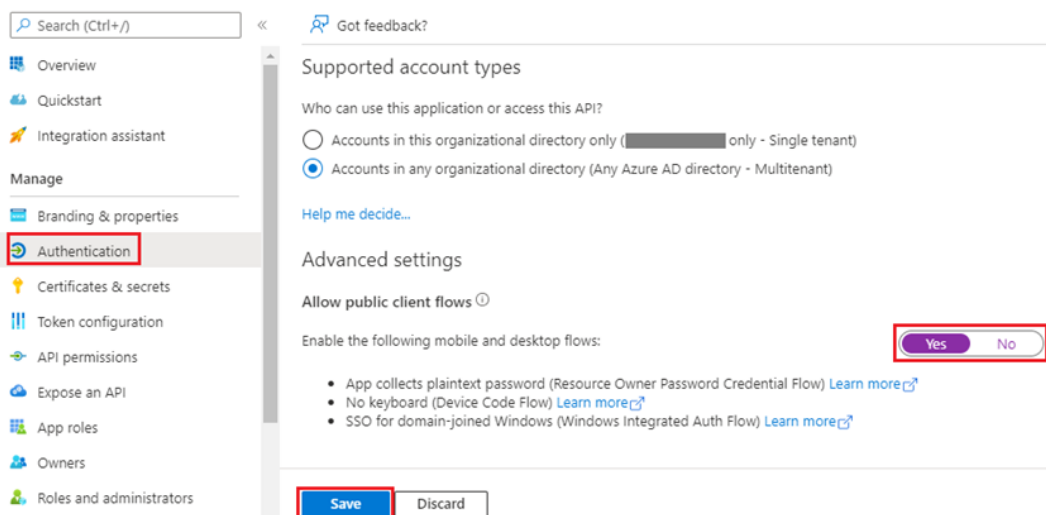 Search (Ctrl+/)
Overview
Quickstart
Integration assistant
Manage
Branding & properties
Authentication
Certificates & secrets
Token configuration
API permissions
Expose an API
App roles
Owners
Roles and administrators
Got feedback?
Supported account types
Who can use this application or access this API?
Accounts in this organizational directory only ( only - Single tenant)
Accounts in any organizational directory (Any Azure AD directory - Multitenant)
Help me decide...
Advanced settings
Allow public client flows
Enable the following mobile and desktop flows:
Yes No
• App collects plaintext password (Resource Owner Password Credential Flow) Learn more
• No keyboard (Device Code Flow) Learn more
• SSO for domain-joined Windows (Windows Integrated Auth Flow) Learn more
Save Discard